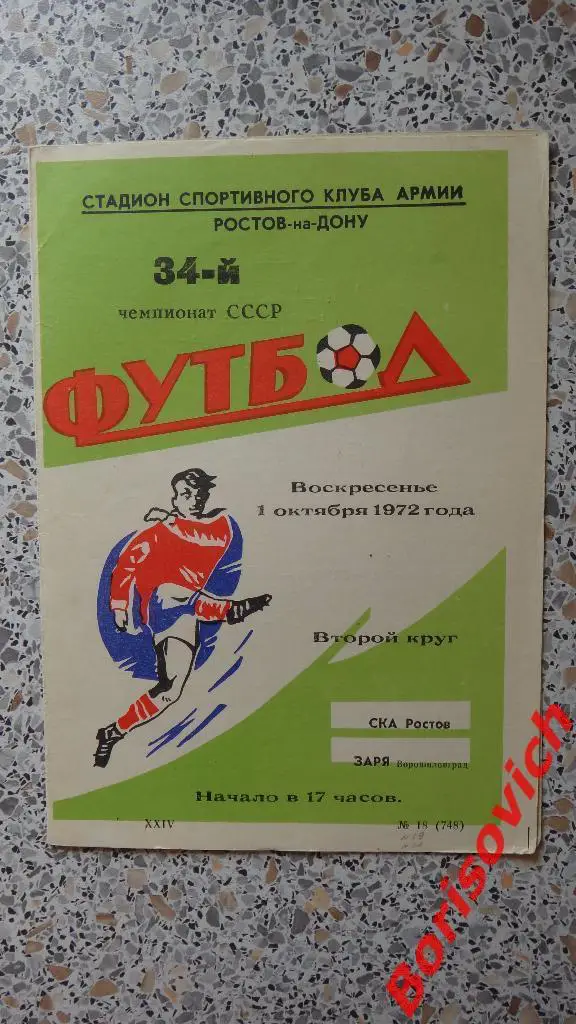 СТАДИОН СПОРТИВНОГО КЛУБА АРМИИ
РОСТОВ-на-ДОНУ
34-й
чемпионат СССР
ФУТБОЛ
Воскресенье
1 октября 1972 года
Второй круг
СКА Ростов
ЗАРЯ Ворошиловград
Начало в 17 часов.
XXIV № 18 (748)
Borisovich